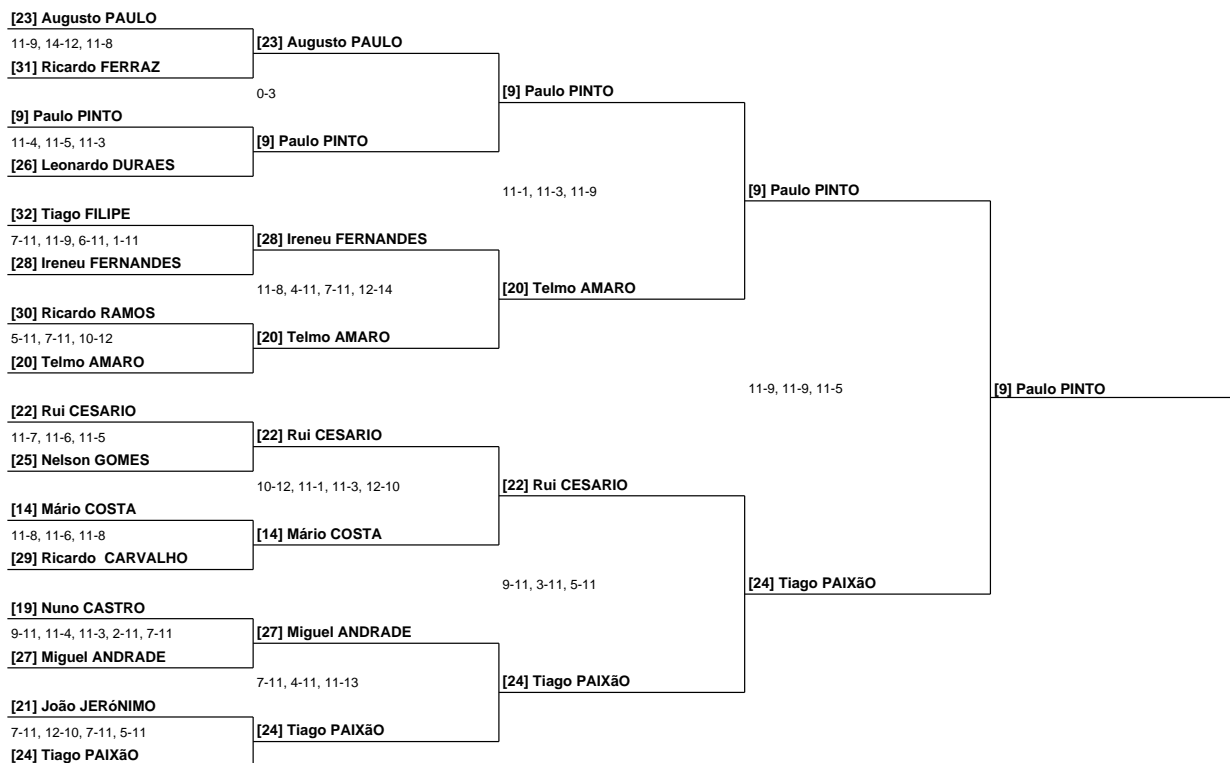 [23] Augusto PAULO
11-9, 14-12, 11-8
[31] Ricardo FERRAZ
[9] Paulo PINTO
11-4, 11-5, 11-3
[26] Leonardo DURAES
[32] Tiago FILIPE
7-11, 11-9, 6-11, 1-11
[28] Ireneu FERNANDES
[30] Ricardo RAMOS
5-11, 7-11, 10-12
[20] Telmo AMARO
[22] Rui CESARIO
11-7, 11-6, 11-5
[25] Nelson GOMES
[14] Mário COSTA
11-8, 11-6, 11-8
[29] Ricardo  CARVALHO
[19] Nuno CASTRO
9-11, 11-4, 11-3, 2-11, 7-11
[27] Miguel ANDRADE
[21] João JERóNIMO
7-11, 12-10, 7-11, 5-11
[24] Tiago PAIXãO
[23] Augusto PAULO
0-3
[9] Paulo PINTO
[28] Ireneu FERNANDES
11-8, 4-11, 7-11, 12-14
[20] Telmo AMARO
[22] Rui CESARIO
10-12, 11-1, 11-3, 12-10
[14] Mário COSTA
[27] Miguel ANDRADE
7-11, 4-11, 11-13
[24] Tiago PAIXãO
[9] Paulo PINTO
11-1, 11-3, 11-9
[20] Telmo AMARO
[22] Rui CESARIO
9-11, 3-11, 5-11
[24] Tiago PAIXãO
[9] Paulo PINTO
11-9, 11-9, 11-5
[24] Tiago PAIXãO
[9] Paulo PINTO